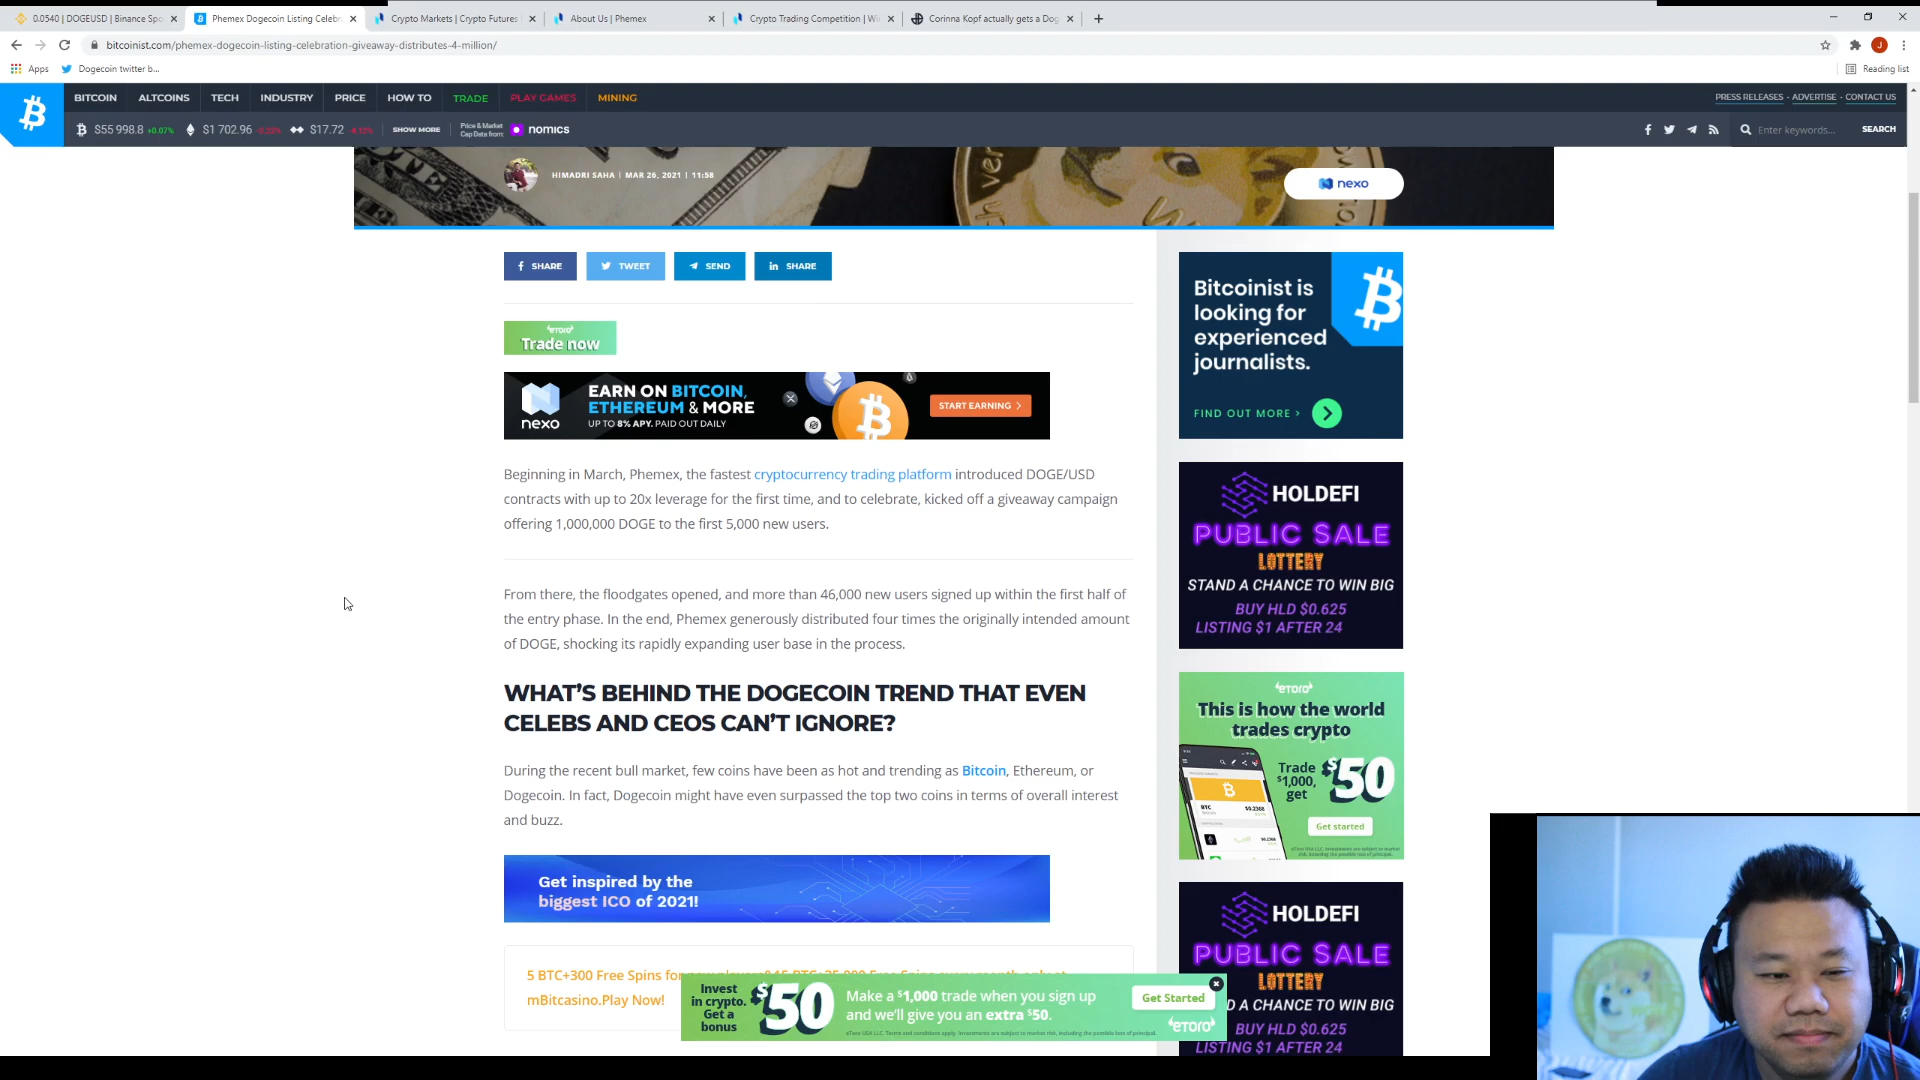 0.0540 | DOGEUSD | Binance Spo
Phemex Dogecoin Listing Celebr
Crypto Markets | Crypto Futures
About Us | Phemex
Crypto Trading Competition | Wi
Corinna Kopf actually gets a Dog
bitcoinist.com/phemex-dogecoin-listing-celebration-giveaway-distributes-4-million/
J
Apps
Dogecoin twitter b...
Reading list
BITCOIN
ALTCOINS
TECH
INDUSTRY
PRICE
HOW TO
TRADE
PLAY GAMES
MINING
PRESS RELEASES - ADVERTISE - CONTACT US
$55 998.8 +0.07%
$1 702.96
$17.72
SHOW MORE
Price & Market
Cap Data from:
nomics
Enter keywords...
SEARCH
HIMADRI SAHA | MAR 26, 2021 | 11:58
nexo
SHARE
TWEET
SEND
SHARE
eTORO
Trade now
nexo
EARN ON BITCOIN,
ETHEREUM & MORE
UP TO 8% APY. PAID OUT DAILY
START EARNING >
Beginning in March, Phemex, the fastest cryptocurrency trading platform introduced DOGE/USD
contracts with up to 20x leverage for the first time, and to celebrate, kicked off a giveaway campaign
offering 1,000,000 DOGE to the first 5,000 new users.
From there, the floodgates opened, and more than 46,000 new users signed up within the first half of
the entry phase. In the end, Phemex generously distributed four times the originally intended amount
of DOGE, shocking its rapidly expanding user base in the process.
WHAT'S BEHIND THE DOGECOIN TREND THAT EVEN
CELEBS AND CEOS CAN'T IGNORE?
During the recent bull market, few coins have been as hot and trending as Bitcoin, Ethereum, or
Dogecoin. In fact, Dogecoin might have even surpassed the top two coins in terms of overall interest
and buzz.
Get inspired by the
biggest ICO of 2021!
5 BTC+300 Free Spins for
mBitcasino.Play Now!
Invest
in crypto.
Get a
bonus
$50
Make a $1,000 trade when you sign up
and we'll give you an extra $50.
Get Started
eTORO
Bitcoinist is
looking for
experienced
journalists.
FIND OUT MORE >
HOLDEFI
PUBLIC SALE
LOTTERY
STAND A CHANCE TO WIN BIG
BUY HLD $0.625
LISTING $1 AFTER 24
eTORO
This is how the world
trades crypto
Trade
$1,000,
get
$50
Get started
HOLDEFI
PUBLIC SALE
LOTTERY
D A CHANCE TO WIN BIG
BUY HLD $0.625
LISTING $1 AFTER 24